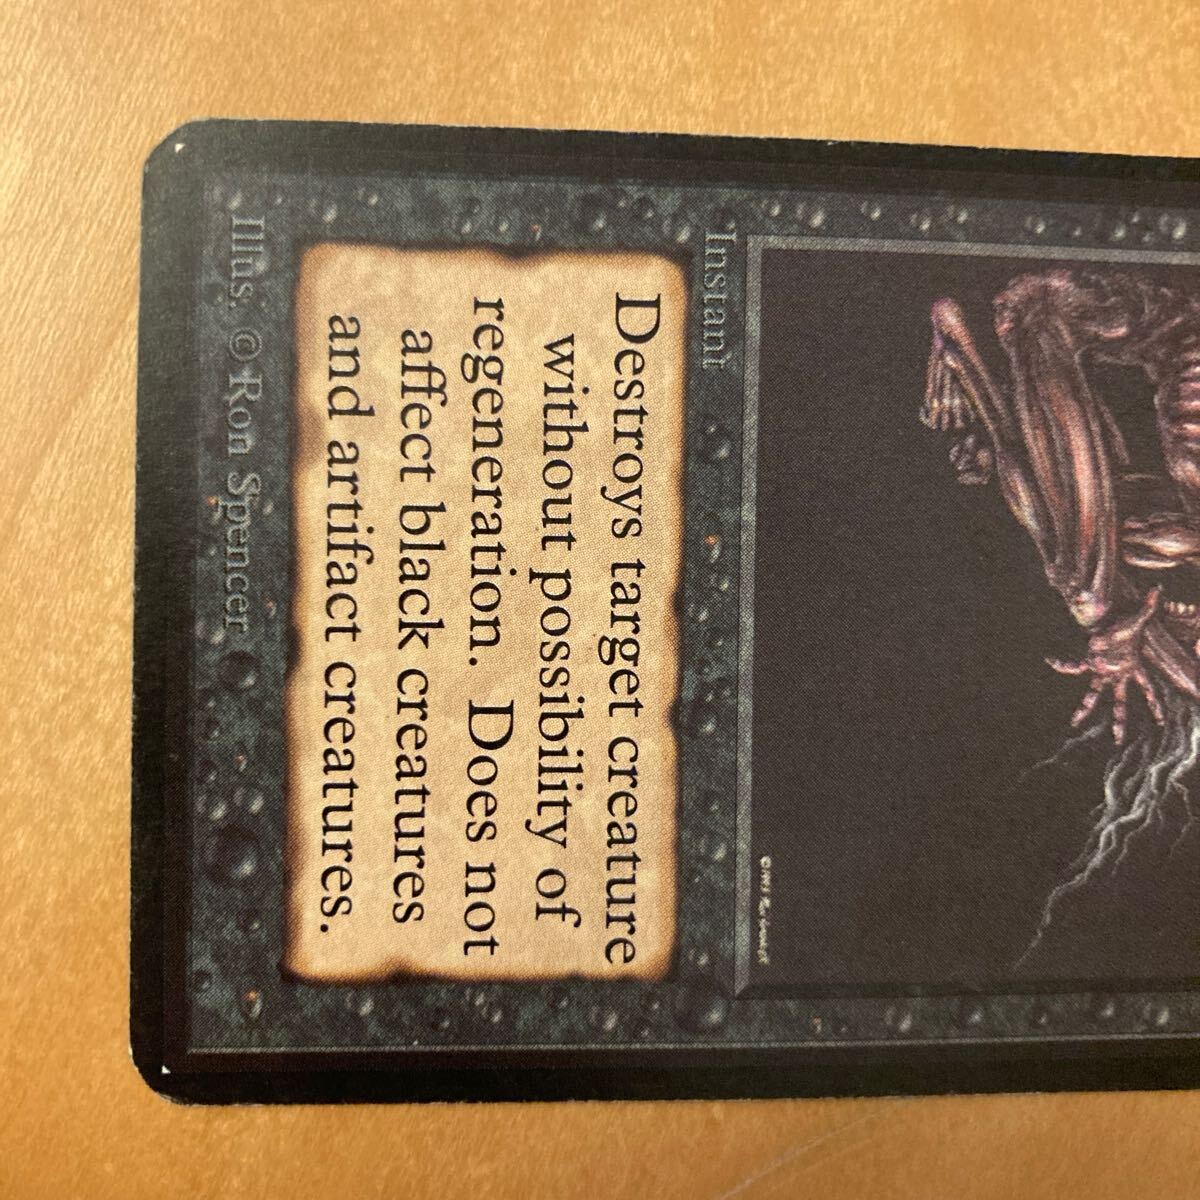 Instant
Destroys target creature
without possibility of
regeneration. Does not
affect black creatures
and artifact creatures.
Illus. © Ron Spencer